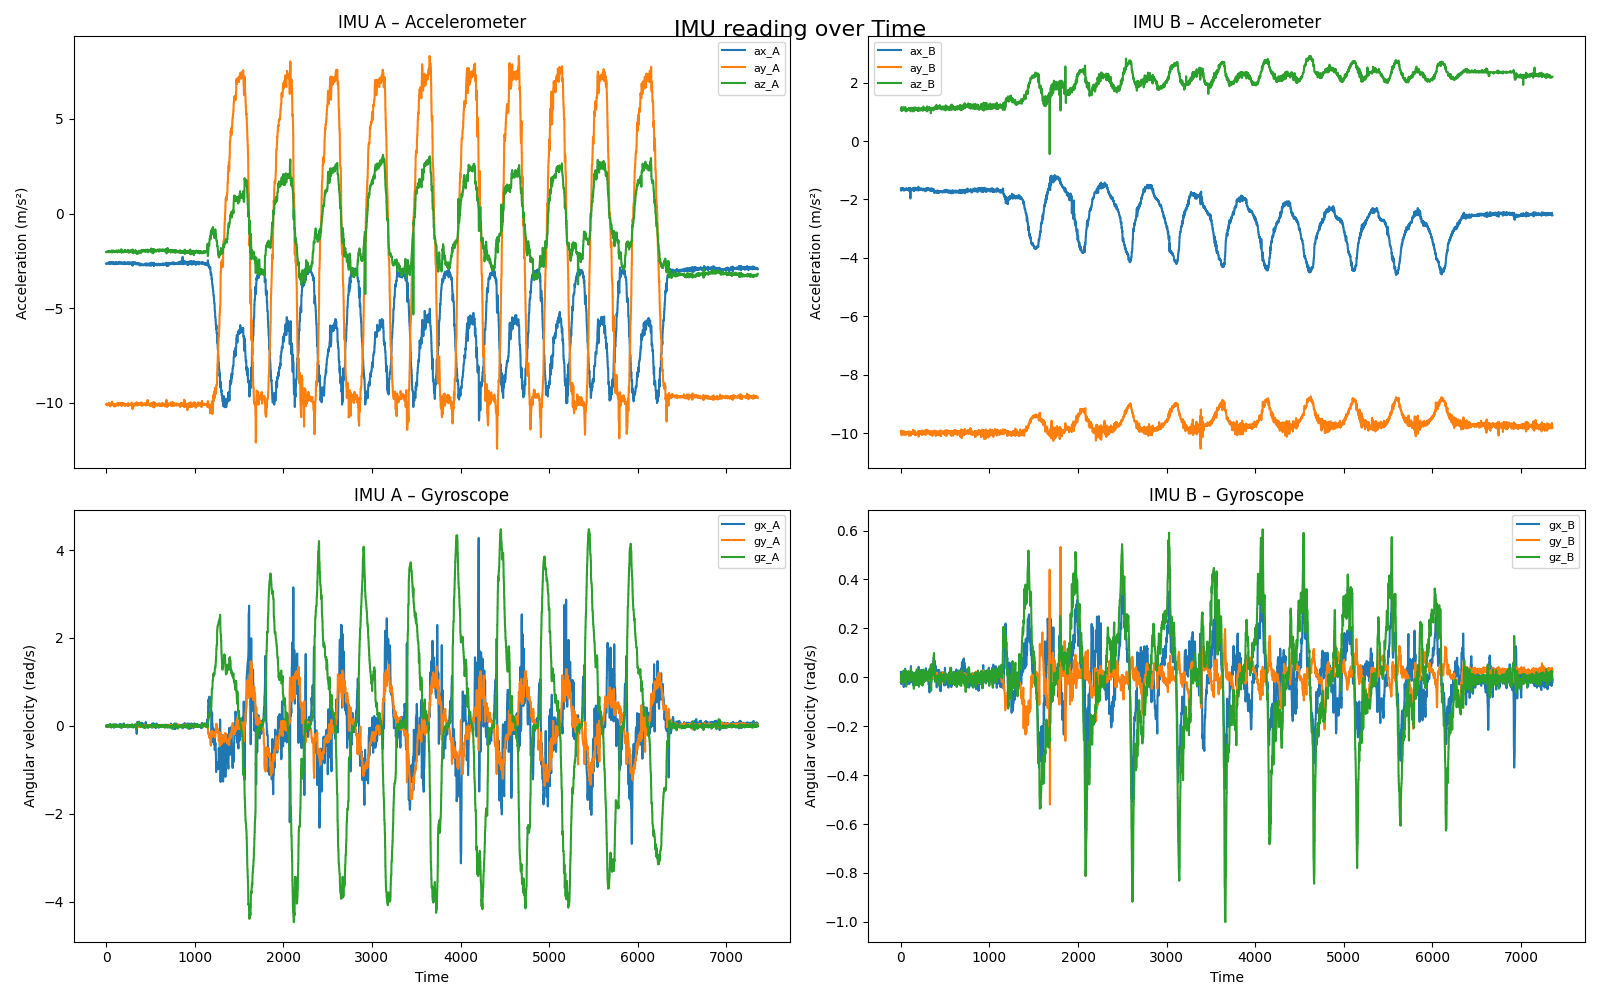 IMU reading over Time
IMU A – Accelerometer
Acceleration (m/s²)
5
0
−5
−10
ax_A
ay_A
az_A
IMU B – Accelerometer
Acceleration (m/s²)
2
0
−2
−4
−6
−8
−10
ax_B
ay_B
az_B
IMU A – Gyroscope
Angular velocity (rad/s)
4
2
0
−2
−4
gx_A
gy_A
gz_A
0 1000 2000 3000 4000 5000 6000 7000
Time
IMU B – Gyroscope
Angular velocity (rad/s)
0.6
0.4
0.2
0.0
−0.2
−0.4
−0.6
−0.8
−1.0
gx_B
gy_B
gz_B
0 1000 2000 3000 4000 5000 6000 7000
Time